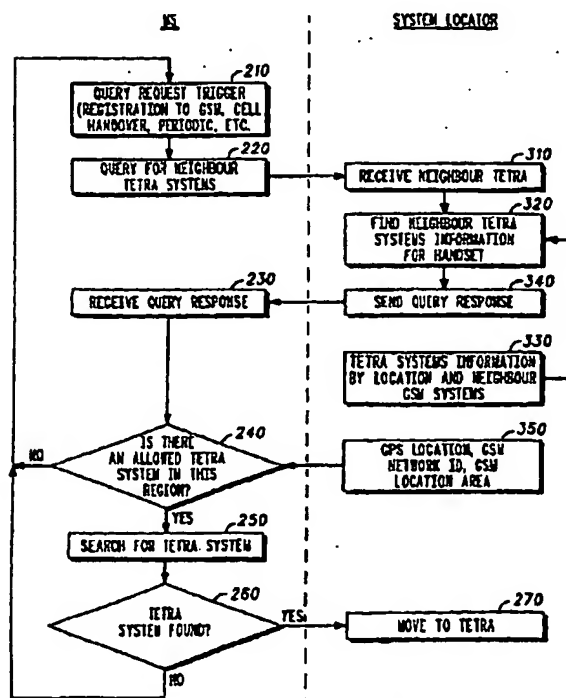 MS
SYSTEM LOCATOR
210
QUERY REQUEST TRIGGER
(REGISTRATION TO GSM, CELL
HANDOVER, PERIODIC, ETC.
220
QUERY FOR NEIGHBOUR
TETRA SYSTEMS
310
RECEIVE NEIGHBOUR TETRA
320
FIND NEIGHBOUR TETRA
SYSTEMS INFORMATION
FOR HANDSET
230
RECEIVE QUERY RESPONSE
340
SEND QUERY RESPONSE
330
TETRA SYSTEMS INFORMATION
BY LOCATION AND NEIGHBOUR
GSM SYSTEMS
240
IS THERE
AN ALLOWED TETRA
SYSTEM IN THIS
REGION?
NO
YES
350
GPS LOCATION, GSM
NETWORK ID, GSM
LOCATION AREA
250
SEARCH FOR TETRA SYSTEM
260
TETRA
SYSTEM FOUND?
YES
NO
270
MOVE TO TETRA